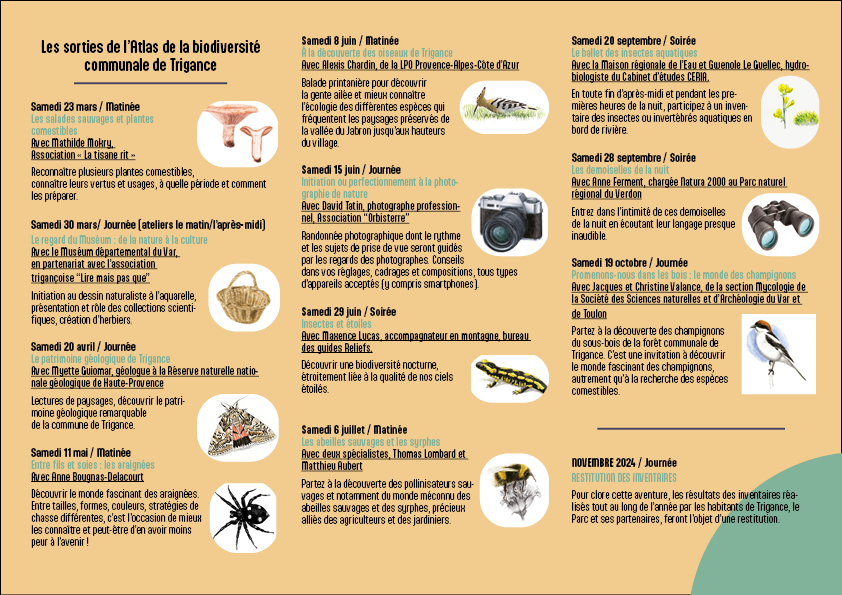 Les sorties de l'Atlas de la biodiversité
communale de Trigance
Samedi 23 mars / Matinée
Les salades sauvages et plantes
comestibles
Avec Mathilde Mokry,
Association « La tisane rit »
Reconnaître plusieurs plantes comestibles,
connaître leurs vertus et usages, à quelle période et comment
les préparer.
Samedi 30 mars/ Journée (ateliers le matin/l'après-midi)
Le regard du Muséum : de la nature à la culture
Avec le Muséum départemental du Var,
en partenariat avec l'association
trigançoise "Lire mais pas que"
Initiation au dessin naturaliste à l'aquarelle,
présentation et rôle des collections scienti-
fiques, création d'herbiers.
Samedi 20 avril / Journée
Le patrimoine géologique de Trigance
Avec Myette Guiomar, géologue à la Réserve naturelle natio-
nale géologique de Haute-Provence
Lectures de paysages, découvrir le patri-
moine géologique remarquable
de la commune de Trigance.
Samedi 11 mai / Matinée
Entre fils et soies : les araignées
Avec Anne Bougnas-Delacourt
Découvrir le monde fascinant des araignées.
Entre tailles, formes, couleurs, stratégies de
chasse différentes, c'est l'occasion de mieux
les connaître et peut-être d'en avoir moins
peur à l'avenir !
Samedi 8 juin / Matinée
À la découverte des oiseaux de Trigance
Avec Alexis Chardin, de la LPO Provence-Alpes-Côte d'Azur
Balade printanière pour découvrir
la gente ailée et mieux connaître
l'écologie des différentes espèces qui
fréquentent les paysages préservés de
la vallée du Jabron jusqu'aux hauteurs
du village.
Samedi 15 juin / Journée
Initiation ou perfectionnement à la photo-
graphie de nature
Avec David Tatin, photographe profession-
nel, Association "Orbisterre"
Randonnée photographique dont le rythme
et les sujets de prise de vue seront guidés
par les regards des photographes. Conseils
dans vos réglages, cadrages et compositions, tous types
d'appareils acceptés (y compris smartphones).
Samedi 29 juin / Soirée
Insectes et étoiles
Avec Maxence Lucas, accompagnateur en montagne, bureau
des guides Reliefs.
Découvrir une biodiversité nocturne,
étroitement liée à la qualité de nos ciels
étoilés.
Samedi 6 juillet / Matinée
Les abeilles sauvages et les syrphes
Avec deux spécialistes, Thomas Lombard et
Matthieu Aubert
Partez à la découverte des pollinisateurs sau-
vages et notamment du monde méconnu des
abeilles sauvages et des syrphes, précieux
alliés des agriculteurs et des jardiniers.
Samedi 20 septembre / Soirée
Le ballet des insectes aquatiques
Avec la Maison régionale de l'Eau et Gwenole Le Guellec, hydro-
biologiste du Cabinet d'études CERIA.
En toute fin d'après-midi et pendant les pre-
mières heures de la nuit, participez à un inven-
taire des insectes ou invertébrés aquatiques en
bord de rivière.
Samedi 28 septembre / Soirée
Les demoiselles de la nuit
Avec Anne Ferment, chargée Natura 2000 au Parc naturel
régional du Verdon
Entrez dans l'intimité de ces demoiselles
de la nuit en écoutant leur langage presque
inaudible.
Samedi 19 octobre / Journée
Promenons-nous dans les bois : le monde des champignons
Avec Jacques et Christine Valance, de la section Mycologie de
la Société des Sciences naturelles et d'Archéologie du Var et
de Toulon
Partez à la découverte des champignons
du sous-bois de la forêt communale de
Trigance. C'est une invitation à découvrir
le monde fascinant des champignons,
autrement qu'à la recherche des espèces
comestibles.
NOVEMBRE 2024 / Journée
RESTITUTION DES INVENTAIRES
Pour clore cette aventure, les résultats des inventaires réa-
lisés tout au long de l'année par les habitants de Trigance, le
Parc et ses partenaires, feront l'objet d'une restitution.